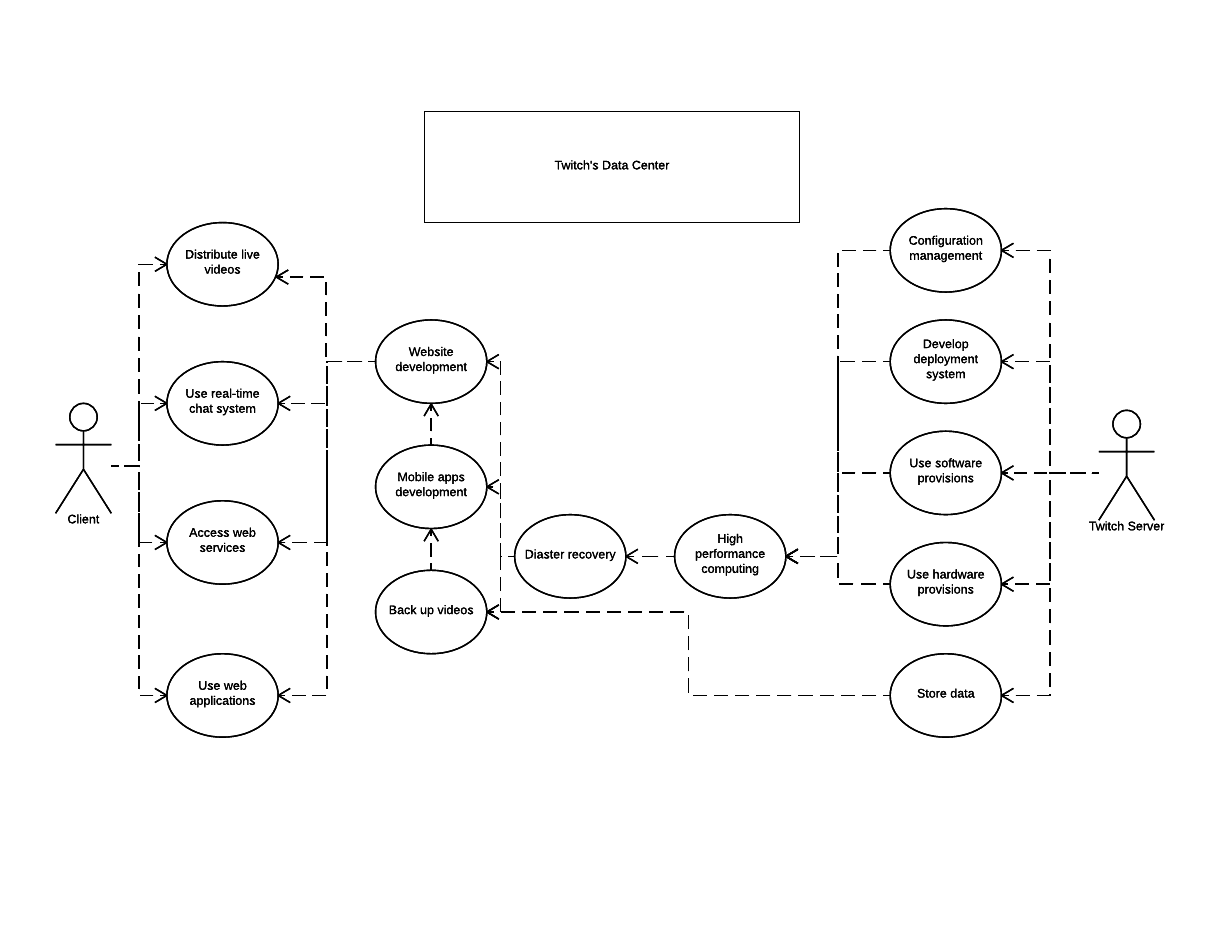 Twitch's Data Center
Distribute live
videos
Use real-time
chat system
Access web
services
Use web
applications
Client
Website
development
Mobile apps
development
Back up videos
Diaster recovery
High
performance
computing
Configuration
management
Develop
deployment
system
Use software
provisions
Use hardware
provisions
Store data
Twitch Server